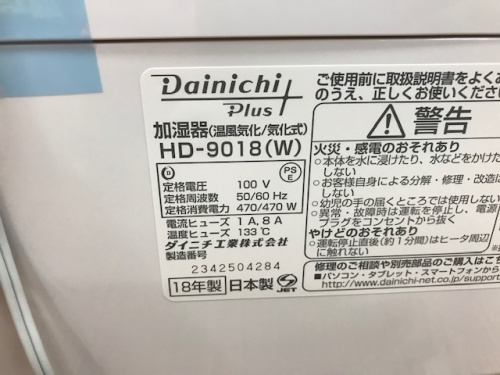 Dainichi
Plus
加湿器(温風気化/気化式)
HD-9018(W)
PS
E
定格電圧 100 V
定格周波数 50/60 Hz
定格消費電力 470/470 W
電流ヒューズ 1A,8A
温度ヒューズ 133℃
ダイニチ工業株式会社
製造番号
2342504284
18年製 日本製 S JET
ご使用前に取扱説明書をよくよ
のうえ、正しくお使いください
警告
火災・感電のおそれあり
○本体を水に浸けたり、水などをかけた
しない
○お客様自身による分解・修理・改造は
しない
○幼児の手の届くところでは使用しない
○異常・故障時は運転を停止し、電源
プラグをコンセントから抜く
やけどのおそれあり
○運転停止直後(約1分間)はヒータ周辺
に触れない
修理のご相談や別売部品のご購入はこち
■パソコン・タブレット・スマートフォンから
http://www.dainichi-net.co.jp/support